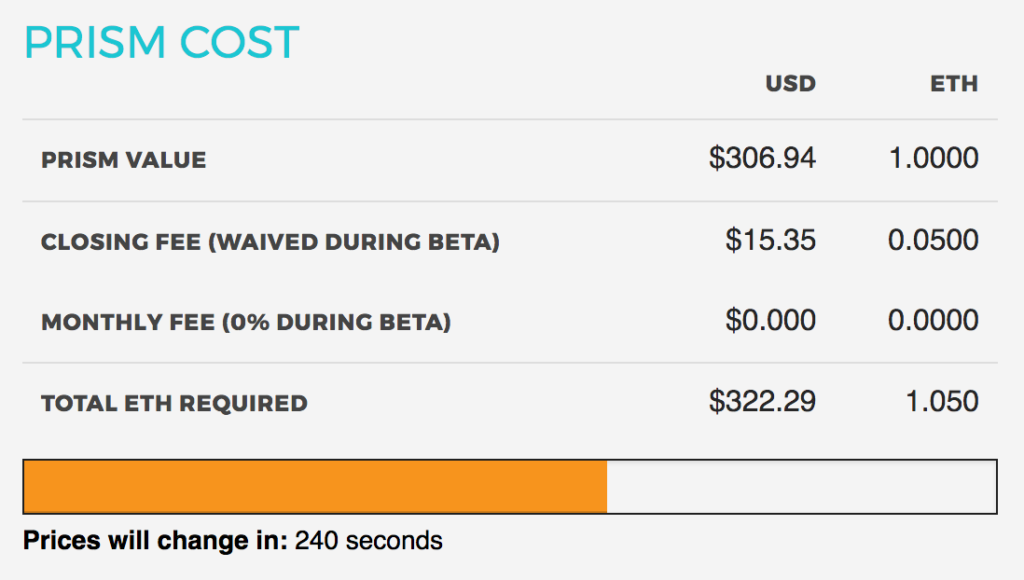 PRISM COST
USD ETH
PRISM VALUE $306.94 1.0000
CLOSING FEE (WAIVED DURING BETA) $15.35 0.0500
MONTHLY FEE (0% DURING BETA) $0.000 0.0000
TOTAL ETH REQUIRED $322.29 1.050
Prices will change in: 240 seconds